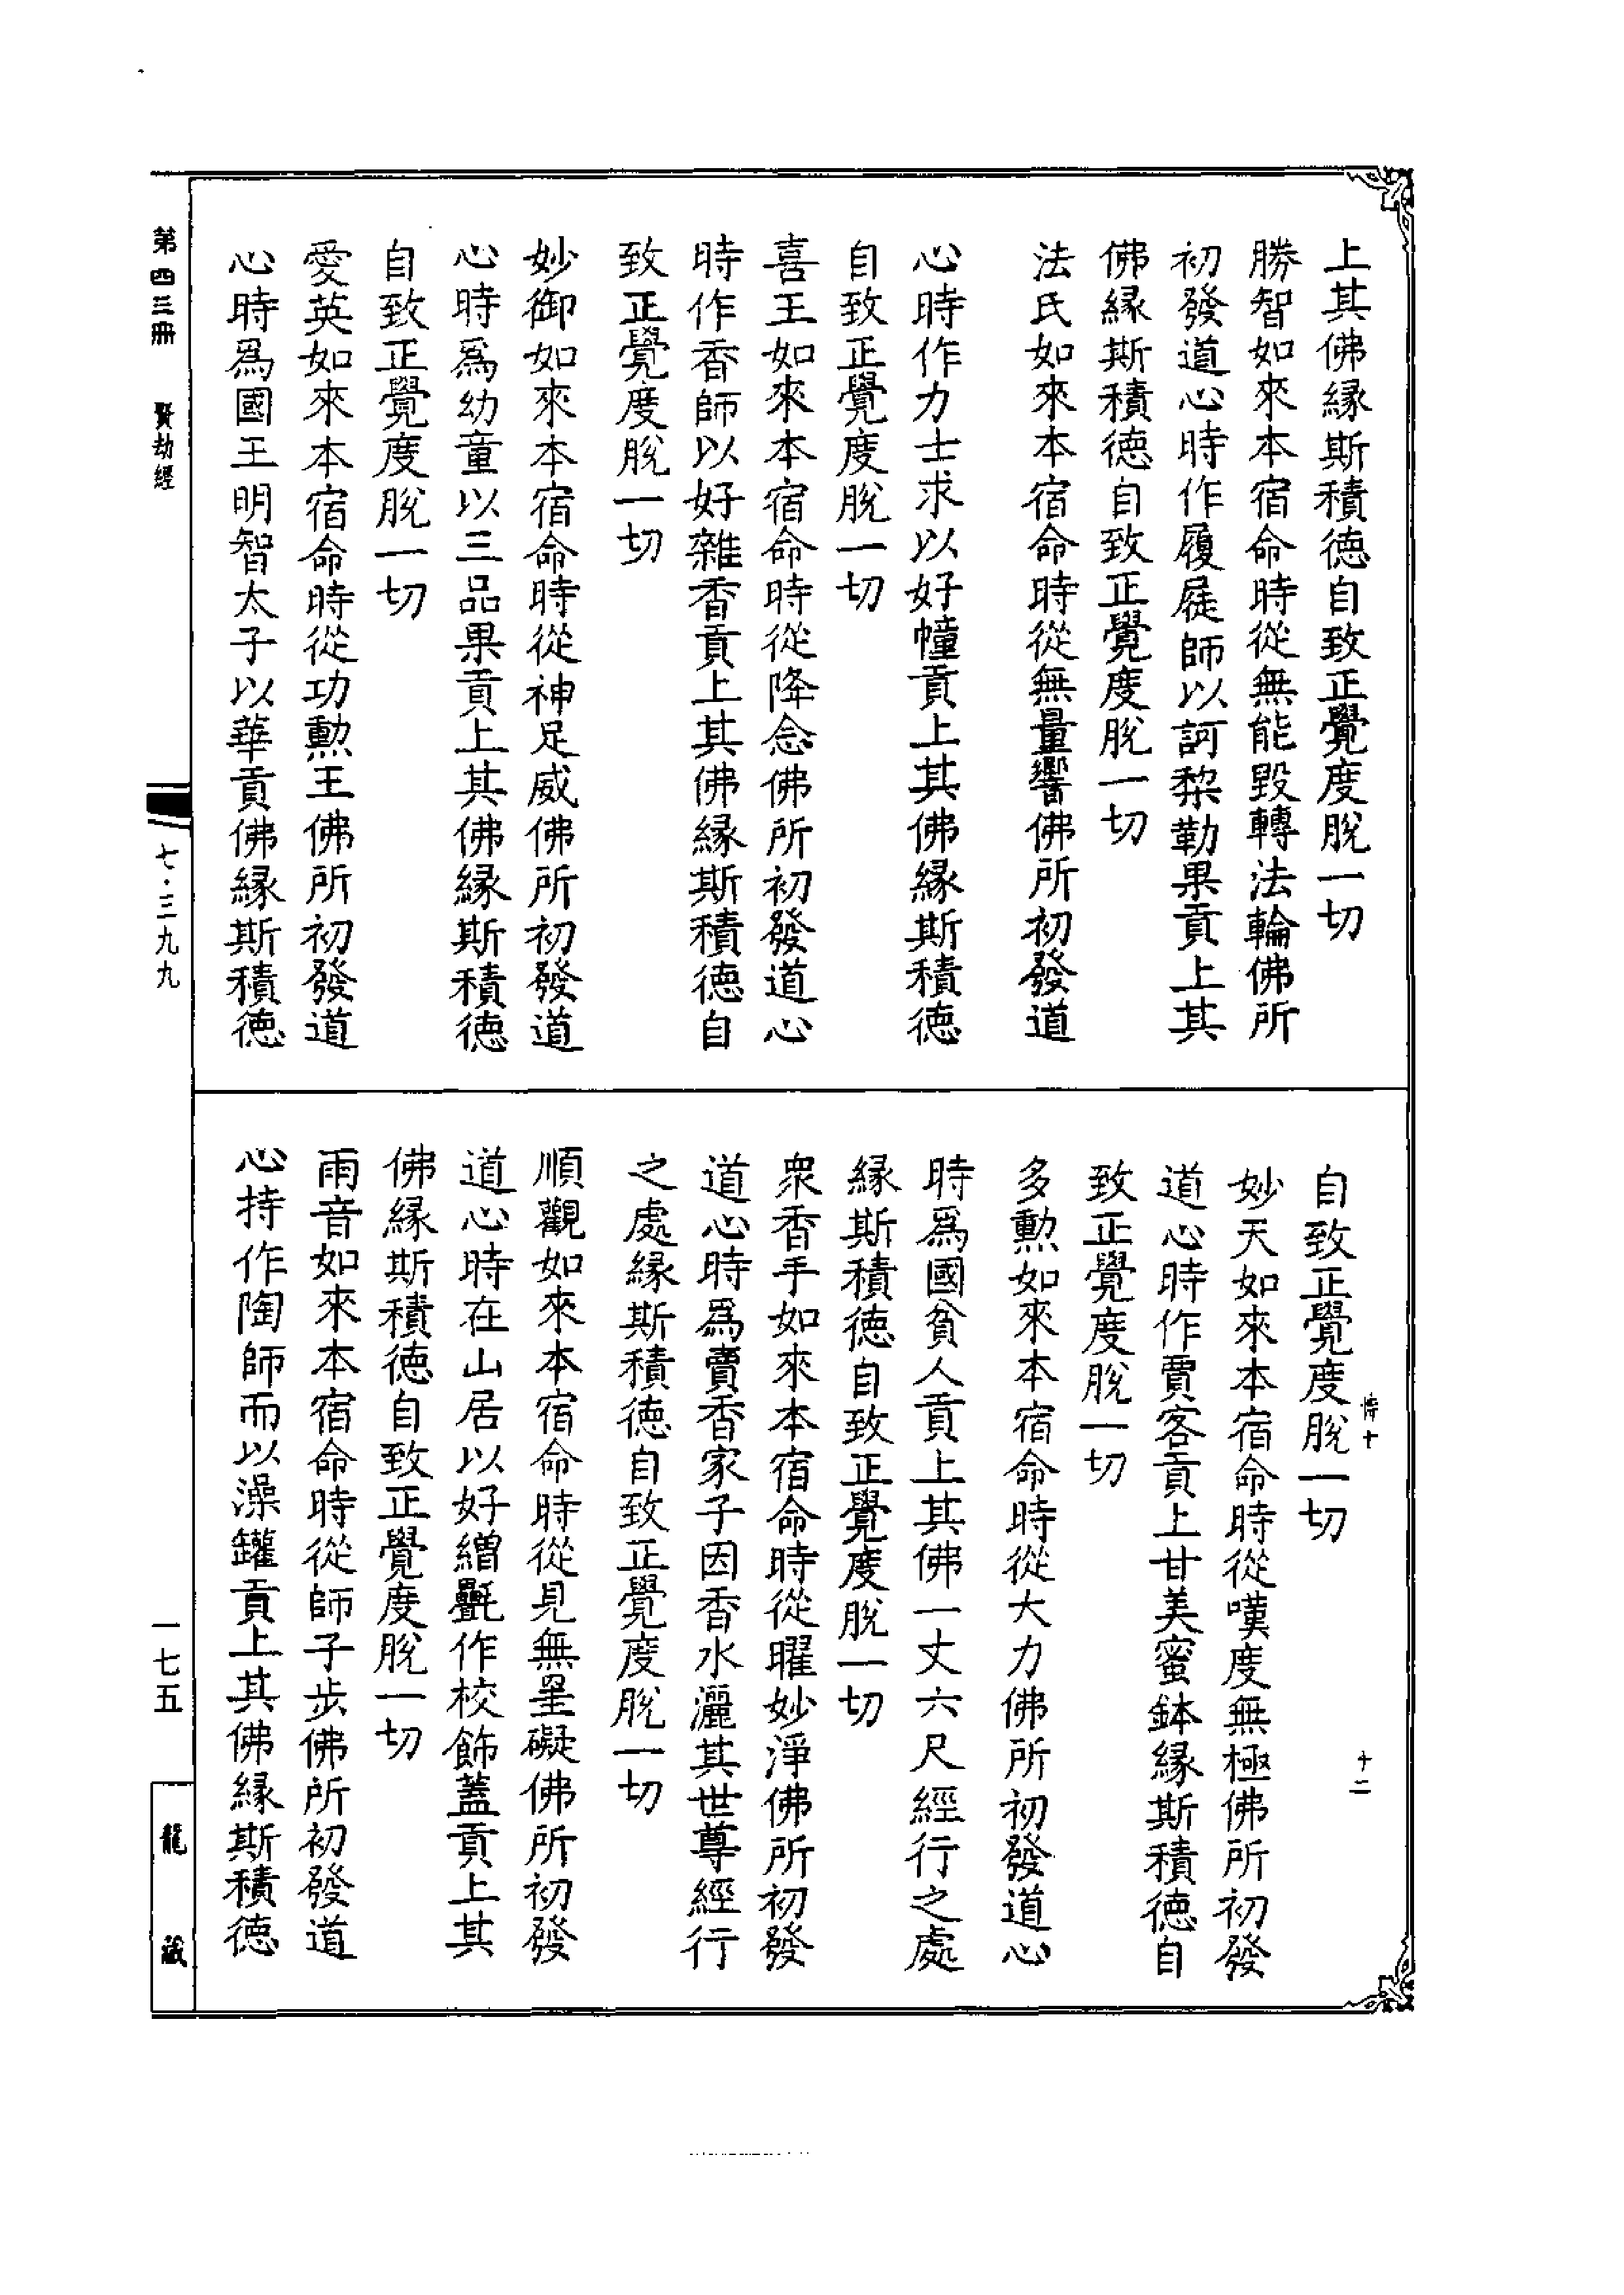 上其佛緣斯積德自致正覺度脫一切
勝智如來本宿命時從無能毀轉法輪佛所
初發道心時作履屣師以訶棃勒果貢上其
佛緣斯積德自致正覺度脫一切
法氏如來本宿命時從無量響佛所初發道
心時作力士求以好幢貢上其佛緣斯積德
自致正覺度脫一切
喜王如來本宿命時從降念佛所初發道心
時作香師以好雜香貢上其佛緣斯積德自
致正覺度脫一切
妙御如來本宿命時從神足威佛所初發道
心時爲幼童以三品果貢上其佛緣斯積德
自致正覺度脫一切
愛英如來本宿命時從功勲王佛所初發道
心時爲國王明智太子以華貢佛緣斯積德
自致正覺度脫一切
妙天如來本宿命時從嘆度無極佛所初發
道心時作賈客貢上甘美蜜鉢緣斯積德自
致正覺度脫一切
多勲如來本宿命時從大力佛所初發道心
時爲國貧人貢上其佛一丈六尺經行之處
緣斯積德自致正覺度脫一切
衆香手如來本宿命時從曜妙淨佛所初發
道心時爲賣香家子因香水灑其世尊經行
之處緣斯積德自致正覺度脫一切
順觀如來本宿命時從見無罣礙佛所初發
道心時在山居以好繒氎作校飾蓋貢上其
佛緣斯積德自致正覺度脫一切
雨音如來本宿命時從師子步佛所初發道
心持作陶師而以澡罐貢上其佛緣斯積德
十二
第四三冊 賢劫經
七·三九九
一七五
龍藏